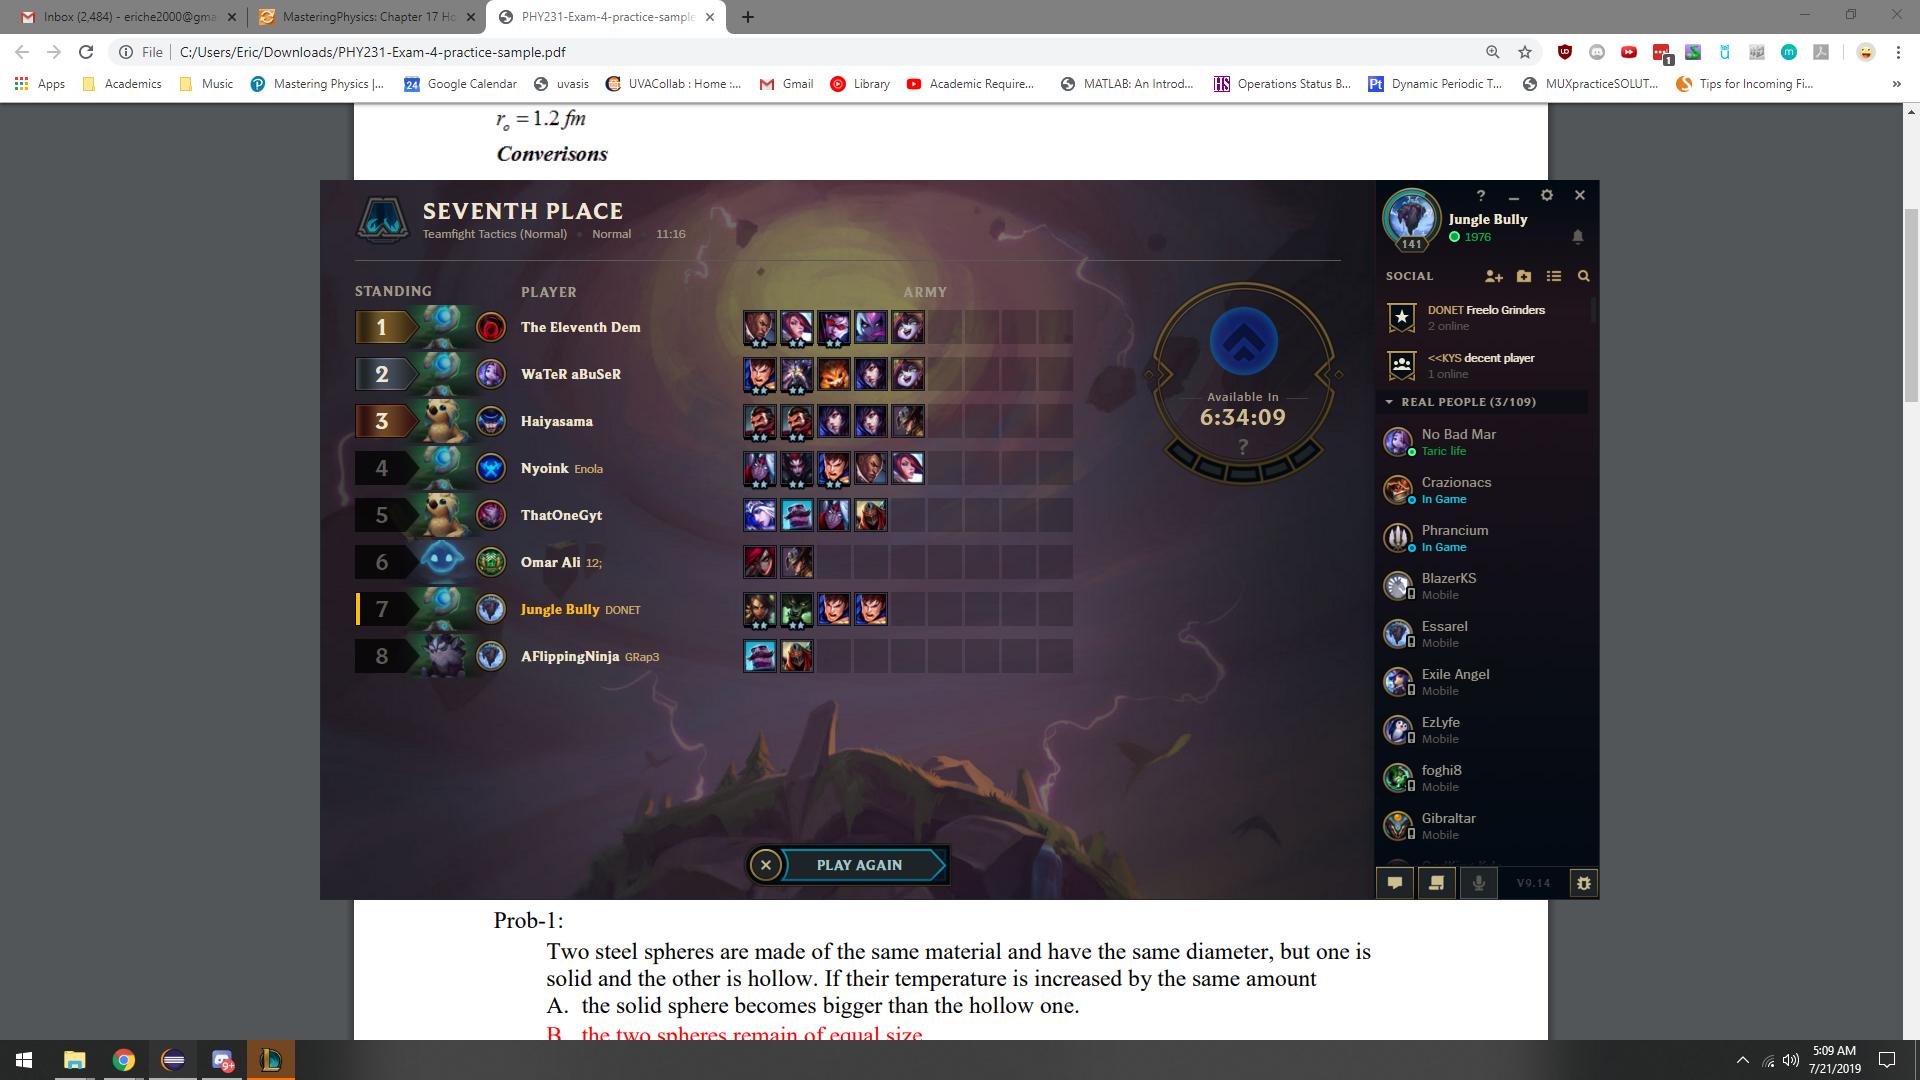 Inbox (2,484) - eriche2000@gma
MasteringPhysics: Chapter 17 Ho
PHY231-Exam-4-practice-sample
File
C:/Users/Eric/Downloads/PHY231-Exam-4-practice-sample.pdf
1
Apps
Academics
Music
Mastering Physics |...
24
Google Calendar
uvasis
UVACollab : Home :...
Gmail
Library
Academic Require...
MATLAB: An Introd...
HS
Operations Status B...
Pt
Dynamic Periodic T...
MUXpracticeSOLUT...
Tips for Incoming Fi...
»
r_o = 1.2 fm
Converisons
SEVENTH PLACE
Teamfight Tactics (Normal) • Normal 11:16
STANDING PLAYER ARMY
1 The Eleventh Dem
2 WaTeR aBuSeR
3 Haiyasama
4 Nyoink Enola
5 ThatOneGyt
6 Omar Ali 12;
7 Jungle Bully DONET
8 AFlippingNinja GRap3
Available In
6:34:09
?
PLAY AGAIN
?
Jungle Bully
1976
141
SOCIAL
DONET Freelo Grinders
2 online
<<KYS decent player
1 online
REAL PEOPLE (3/109)
No Bad Mar
Taric life
Crazionacs
In Game
Phrancium
In Game
BlazerKS
Mobile
Essarel
Mobile
Exile Angel
Mobile
EzLyfe
Mobile
foghi8
Mobile
Gibraltar
Mobile
V9.14
Prob-1:
Two steel spheres are made of the same material and have the same diameter, but one is
solid and the other is hollow. If their temperature is increased by the same amount
A. the solid sphere becomes bigger than the hollow one.
B. the two spheres remain of equal size
9+
5:09 AM
7/21/2019